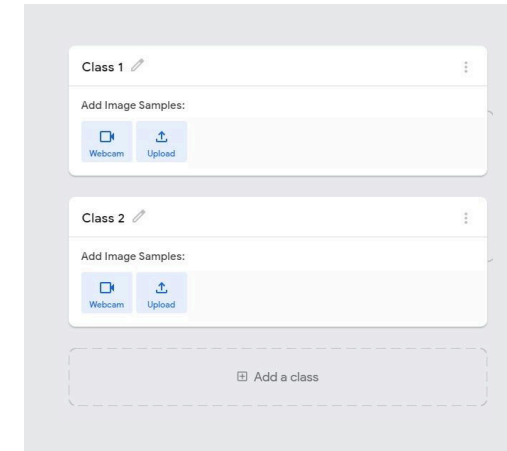 Class 1
Add Image Samples:
Webcam Upload
Class 2
Add Image Samples:
Webcam Upload
Add a class